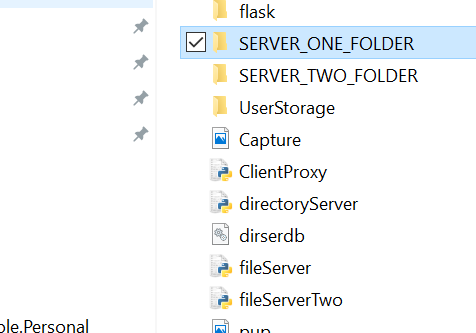 flask
SERVER_ONE_FOLDER
SERVER_TWO_FOLDER
UserStorage
Capture
ClientProxy
directoryServer
dirserdb
fileServer
fileServerTwo
ple.Personal